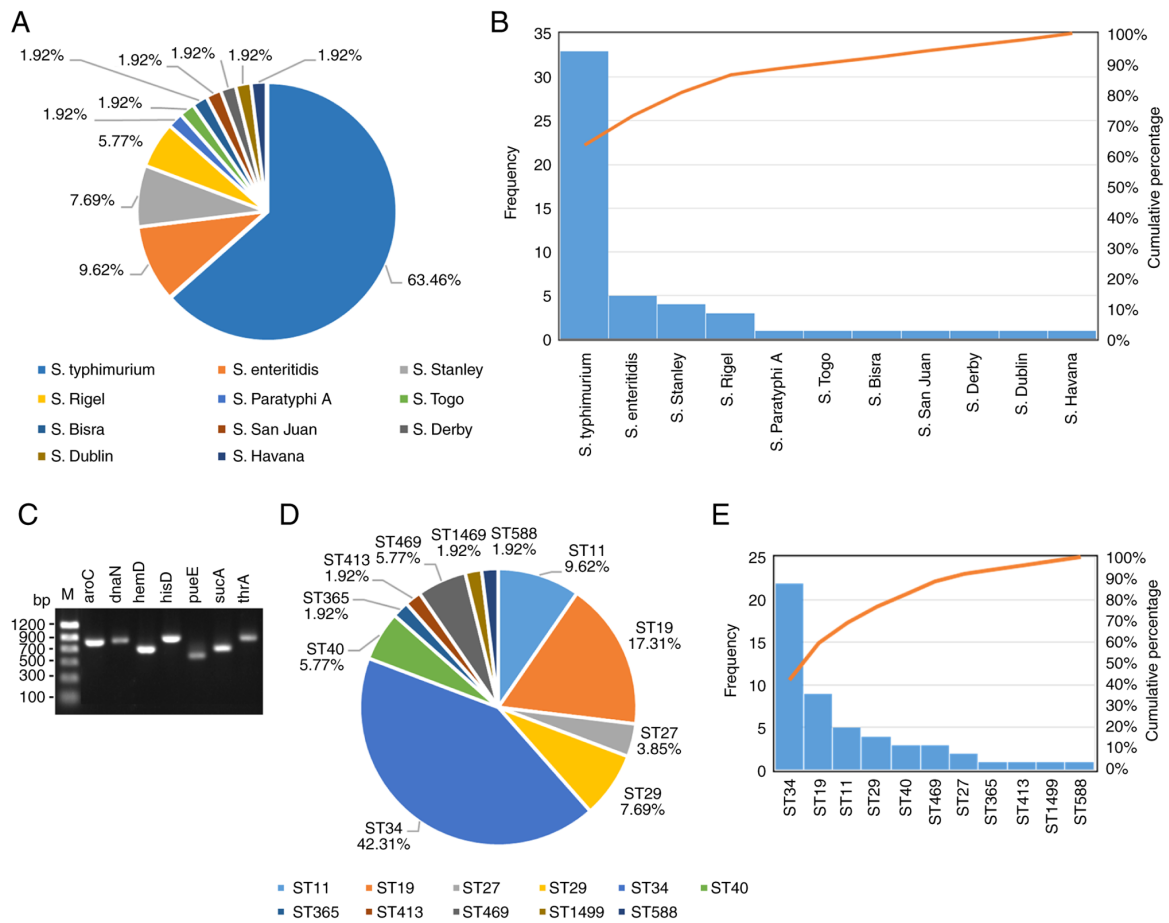 A
1.92%
1.92%
1.92%
1.92%
1.92%
1.92%
1.92%
5.77%
7.69%
9.62%
63.46%
S. typhimurium
S. enteritidis
S. Stanley
S. Rigel
S. Paratyphi A
S. Togo
S. Bisra
S. San Juan
S. Derby
S. Dublin
S. Havana
B
35
30
25
20
15
10
5
0
Frequency
100%
90%
80%
70%
60%
50%
40%
30%
20%
10%
0%
Cumulative percentage
S. typhimurium
S. enteritidis
S. Stanley
S. Rigel
S. Paratyphi A
S. Togo
S. Bisra
S. San Juan
S. Derby
S. Dublin
S. Havana
C
bp
M
aroC
dnaN
hemD
hisD
pueE
sucA
thrA
1200
900
700
500
300
100
D
ST11
9.62%
ST19
17.31%
ST27
3.85%
ST29
7.69%
ST34
42.31%
ST40
5.77%
ST365
1.92%
ST413
1.92%
ST469
5.77%
ST1469
1.92%
ST588
1.92%
ST11
ST19
ST27
ST29
ST34
ST40
ST365
ST413
ST469
ST1499
ST588
E
25
20
15
10
5
0
Frequency
100%
90%
80%
70%
60%
50%
40%
30%
20%
10%
0%
Cumulative percentage
ST34
ST19
ST11
ST29
ST40
ST469
ST27
ST365
ST413
ST1499
ST588